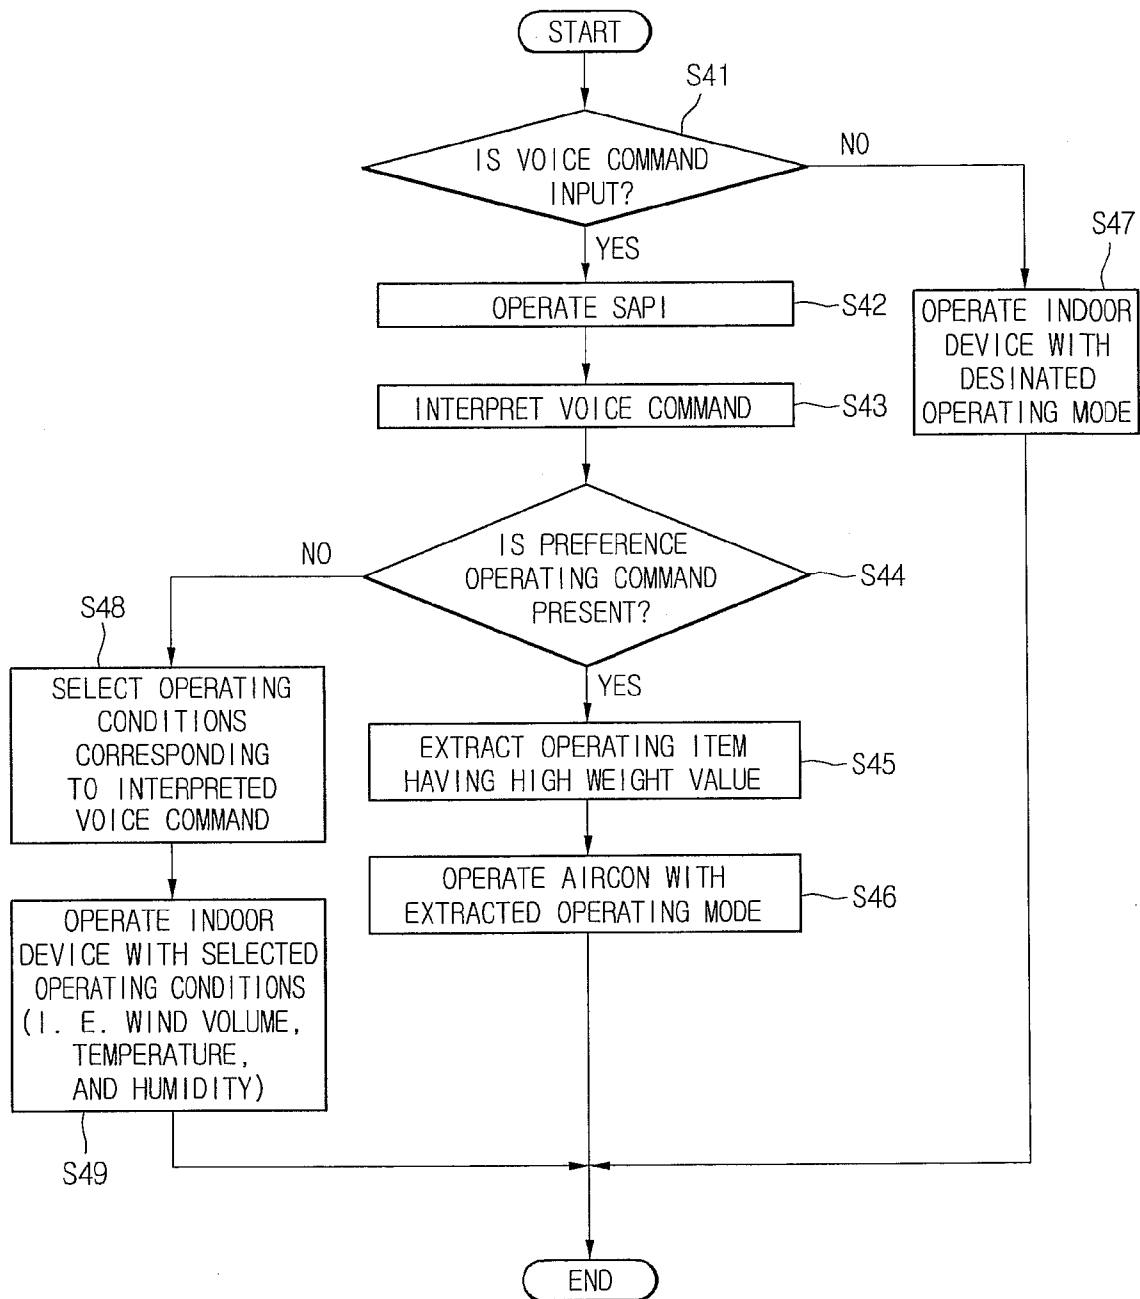 START
S41
IS VOICE COMMAND
INPUT?
NO
YES
S47
OPERATE SAPI
S42
OPERATE INDOOR
DEVICE WITH
DESINATED
OPERATING MODE
INTERPRET VOICE COMMAND
S43
IS PREFERENCE
OPERATING COMMAND
PRESENT?
S44
NO
YES
S48
SELECT OPERATING
CONDITIONS
CORRESPONDING
TO INTERPRETED
VOICE COMMAND
EXTRACT OPERATING ITEM
HAVING HIGH WEIGHT VALUE
S45
OPERATE AIRCON WITH
EXTRACTED OPERATING MODE
S46
OPERATE INDOOR
DEVICE WITH SELECTED
OPERATING CONDITIONS
(I. E. WIND VOLUME,
TEMPERATURE,
AND HUMIDITY)
S49
END